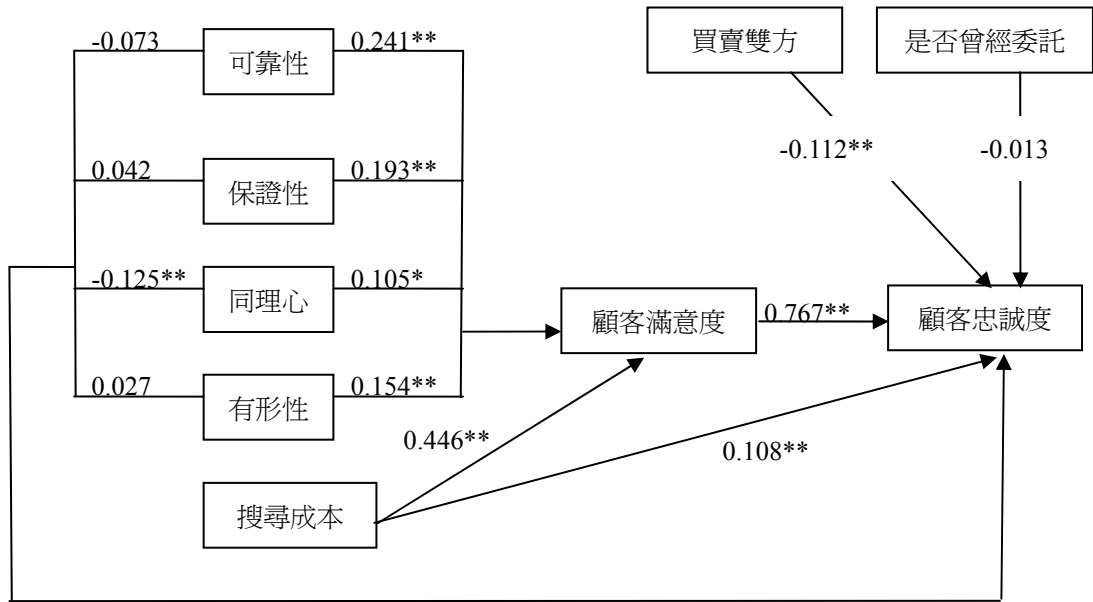 -0.073
可靠性
0.241**
買賣雙方
是否曾經委託
-0.112**
-0.013
0.042
保證性
0.193**
-0.125**
同理心
0.105*
顧客滿意度
0.767**
顧客忠誠度
0.027
有形性
0.154**
0.446**
0.108**
搜尋成本